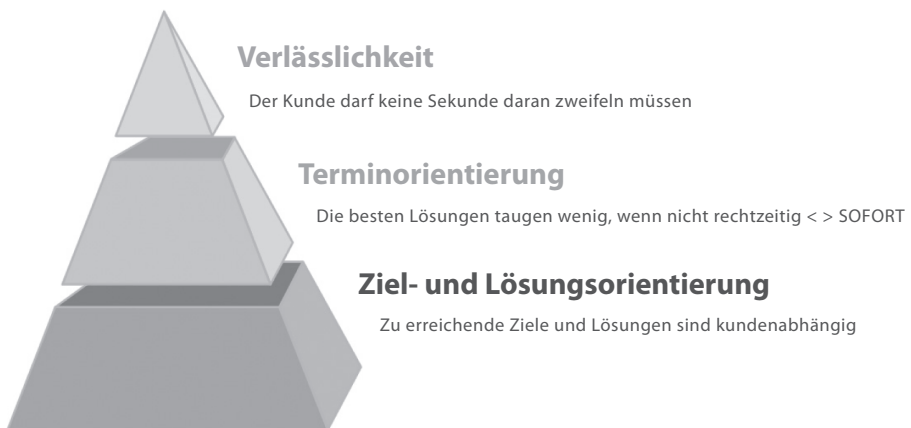 Verlässlichkeit
Der Kunde darf keine Sekunde daran zweifeln müssen
Terminorientierung
Die besten Lösungen taugen wenig, wenn nicht rechtzeitig < > SOFORT
Ziel- und Lösungsorientierung
Zu erreichende Ziele und Lösungen sind kundenabhängig